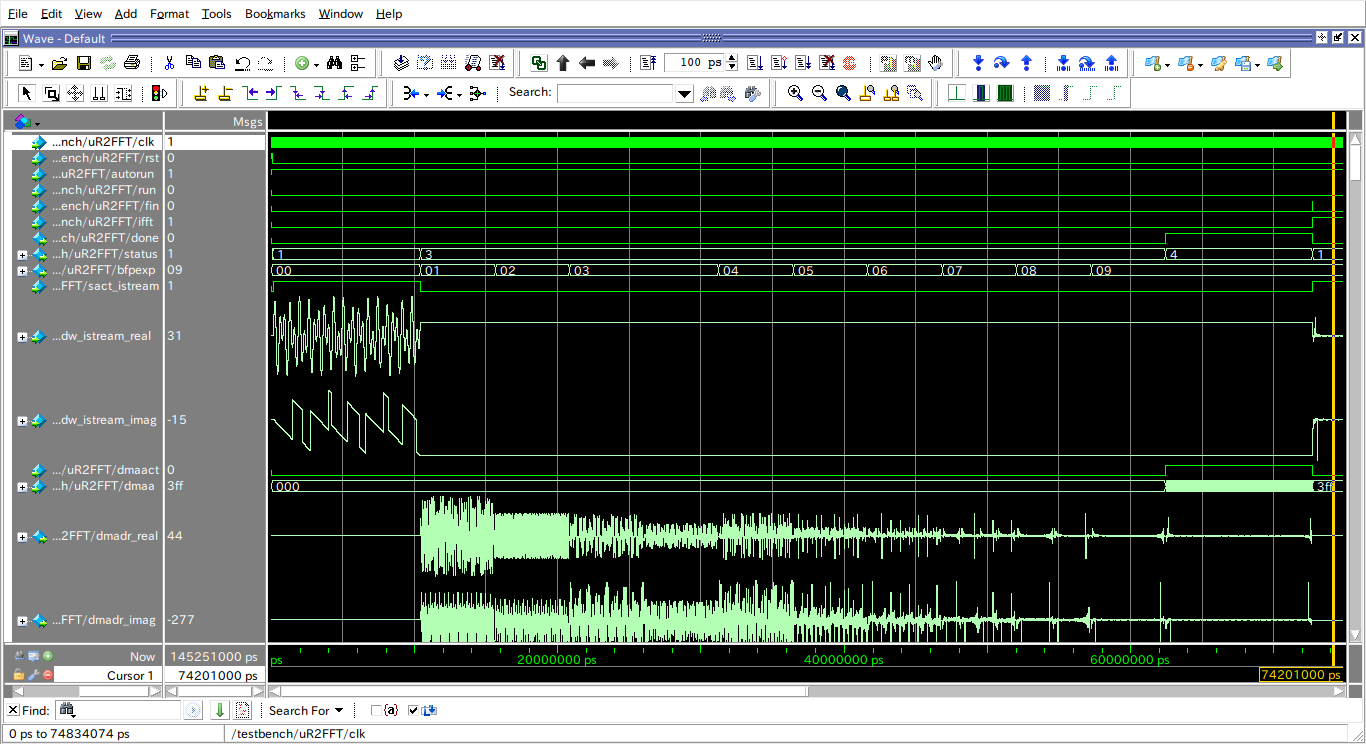 File Edit View Add Format Tools Bookmarks Window Help
Wave - Default
100 ps
Search:
Msgs
...nch/uR2FFT/clk 1
...ench/uR2FFT/rst 0
...uR2FFT/autorun 1
...nch/uR2FFT/run 0
...ench/uR2FFT/fin 0
...nch/uR2FFT/ifft 1
...ch/uR2FFT/done 0
...h/uR2FFT/status 1 1 3 4 1
.../uR2FFT/bfpexp 09 00 01 02 03 04 05 06 07 08 09
...FFT/sact_istream 1
...dw_istream_real 31
...dw_istream_imag -15
.../uR2FFT/dmaact 0
...h/uR2FFT/dmaa 3ff 000 3ff
...2FFT/dmadr_real 44
...FFT/dmadr_imag -277
Now 145251000 ps ps 20000000 ps 40000000 ps 60000000 ps
Cursor 1 74201000 ps 74201000 ps
Find: Search For {a}
0 ps to 74834074 ps /testbench/uR2FFT/clk